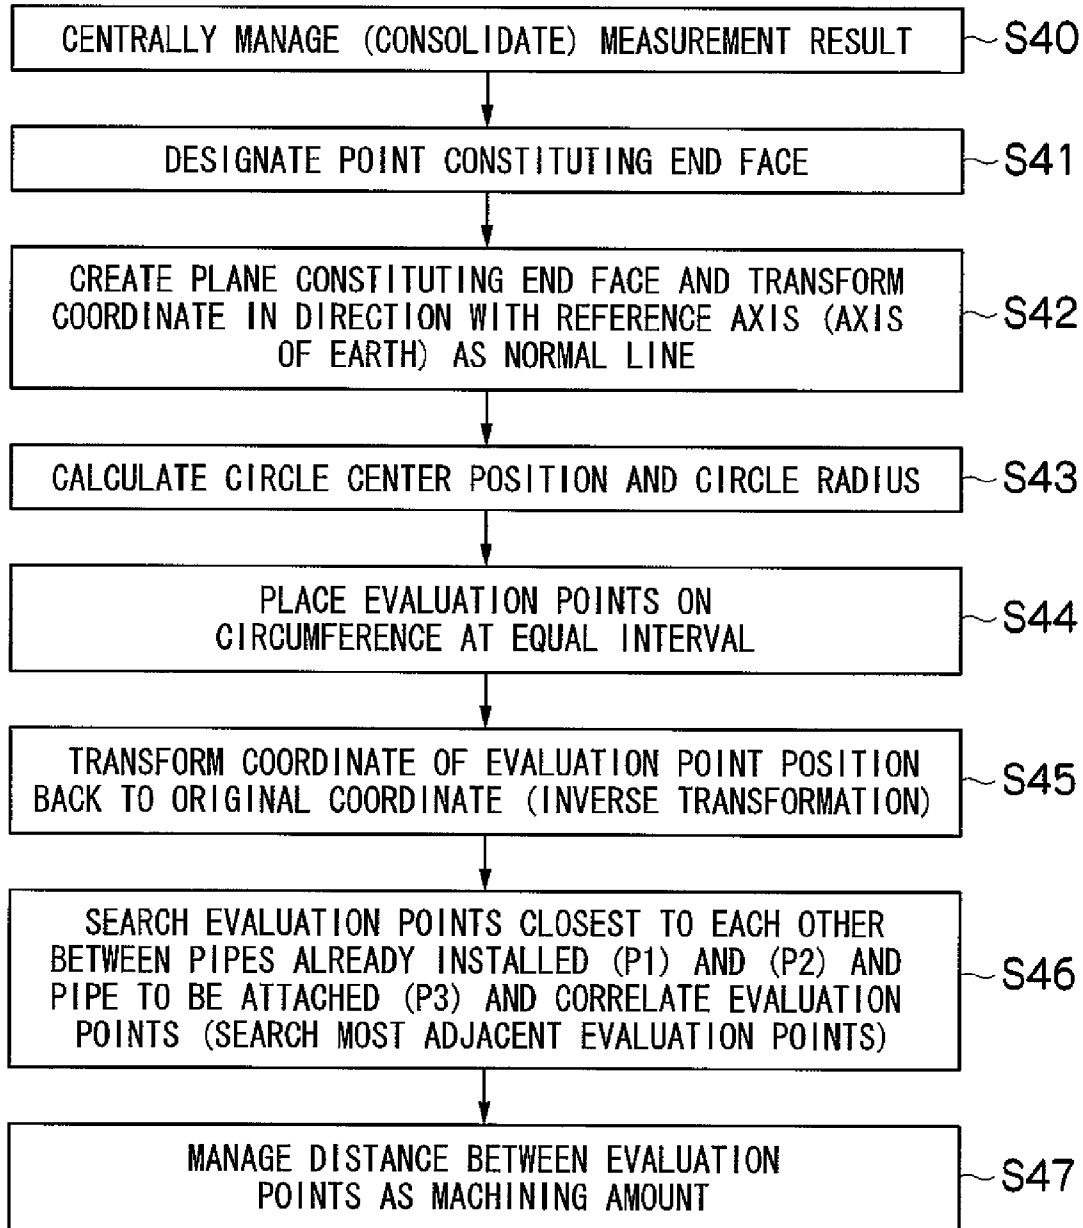 CENTRALLY MANAGE (CONSOLIDATE) MEASUREMENT RESULT
S40
DESIGNATE POINT CONSTITUTING END FACE
S41
CREATE PLANE CONSTITUTING END FACE AND TRANSFORM
COORDINATE IN DIRECTION WITH REFERENCE AXIS (AXIS
OF EARTH) AS NORMAL LINE
S42
CALCULATE CIRCLE CENTER POSITION AND CIRCLE RADIUS
S43
PLACE EVALUATION POINTS ON
CIRCUMFERENCE AT EQUAL INTERVAL
S44
TRANSFORM COORDINATE OF EVALUATION POINT POSITION
BACK TO ORIGINAL COORDINATE (INVERSE TRANSFORMATION)
S45
SEARCH EVALUATION POINTS CLOSEST TO EACH OTHER
BETWEEN PIPES ALREADY INSTALLED (P1) AND (P2) AND
PIPE TO BE ATTACHED (P3) AND CORRELATE EVALUATION
POINTS (SEARCH MOST ADJACENT EVALUATION POINTS)
S46
MANAGE DISTANCE BETWEEN EVALUATION
POINTS AS MACHINING AMOUNT
S47